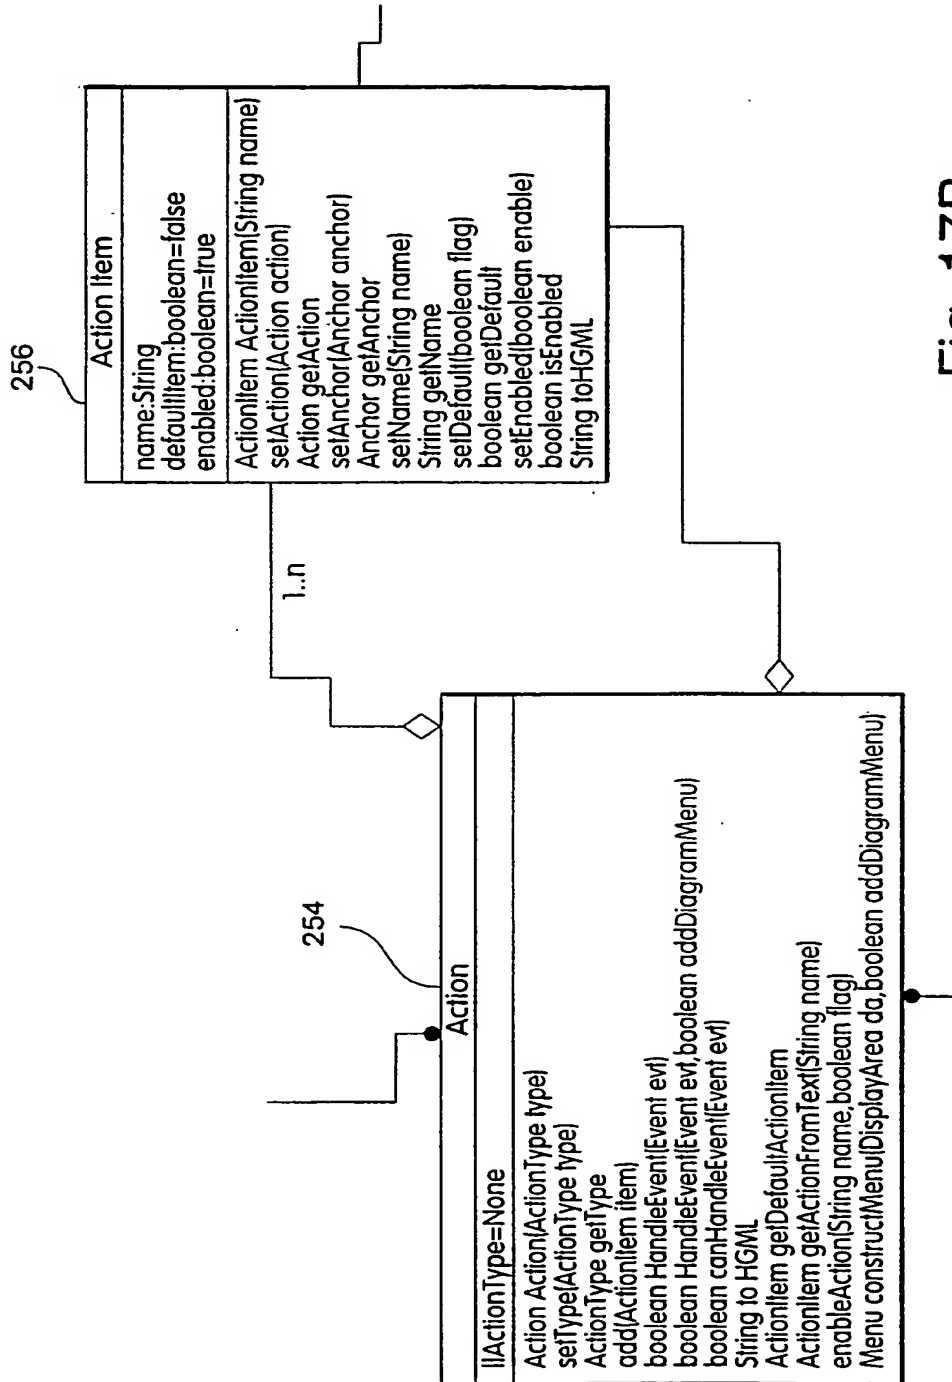 256
Action Item
name:String
defaultItem:boolean=false
enabled:boolean=true
ActionItem ActionItem(String name)
setAction(Action action)
Action getAction
setAnchor(Anchor anchor)
Anchor getAnchor
setName(String name)
String getName
setDefault(boolean flag)
boolean getDefault
setEnabled(boolean enable)
boolean isEnabled
String toHGML
1..n
254
Action
llActionType=None
Action Action(ActionType type)
setType(ActionType type)
ActionType getType
add(ActionItem item)
boolean HandleEvent(Event evt)
boolean HandleEvent(Event evt,boolean addDiagramMenu)
boolean canHandleEvent(Event evt)
String to HGML
ActionItem getDefaultActionItem
ActionItem getActionFromText(String name)
enableAction(String name,boolean flag)
Menu constructMenu(DisplayArea da,boolean addDiagramMenu)